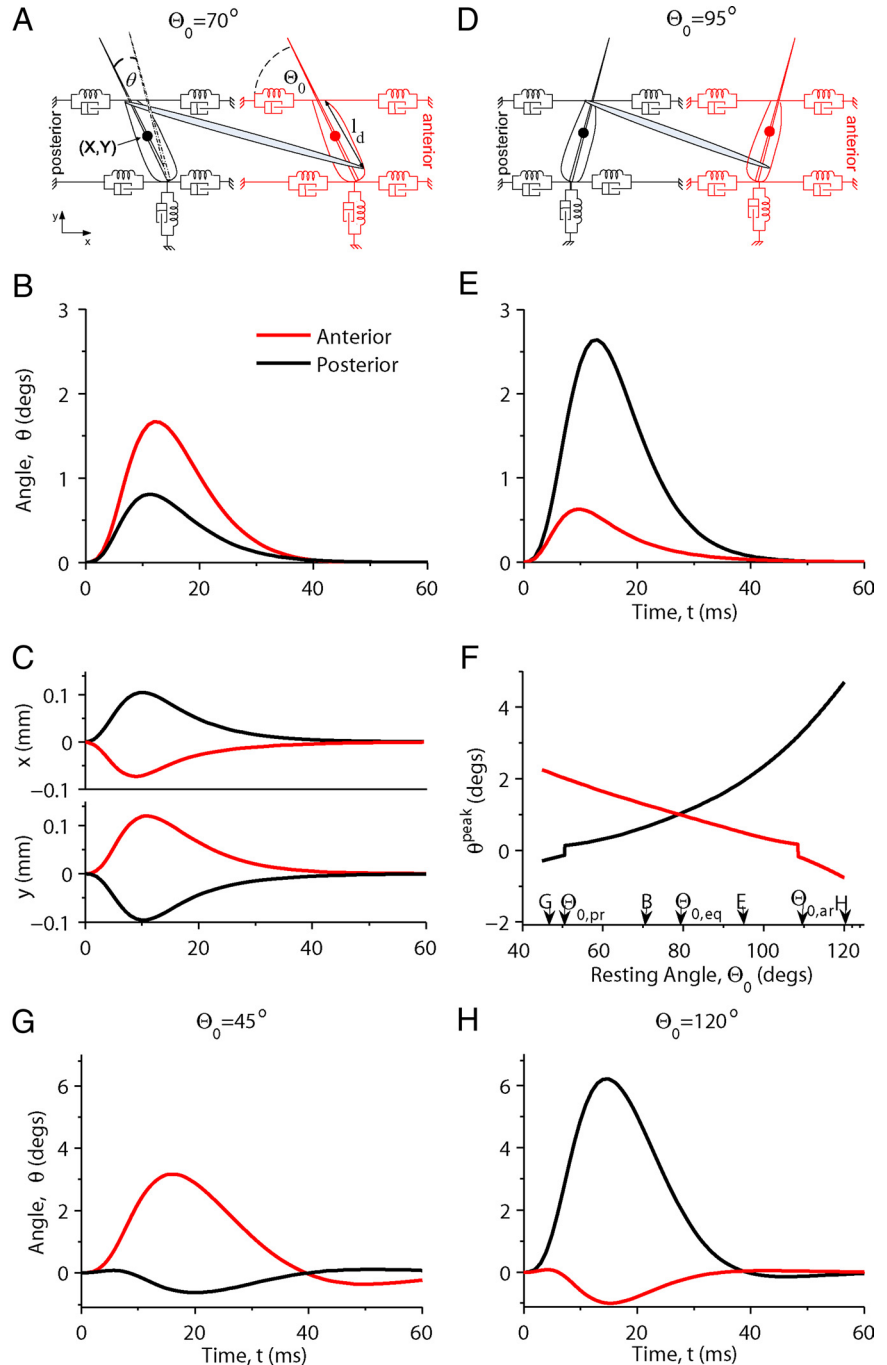 A
Θ0=70°
D
Θ0=95°
θ
Θ0
ld
(X,Y)
posterior
anterior
posterior
anterior
y
x
B
E
3
2
1
0
Angle, θ (degs)
Anterior
Posterior
0 20 40 60
3
2
1
0
0 20 40 60
Time, t (ms)
C
F
0.1
0
−0.1
x (mm)
0.1
0
−0.1
y (mm)
0 20 40 60
4
2
0
−2
θpeak (degs)
G Θ0,pr B Θ0,eq E Θ0,ar H
40 60 80 100 120
Resting Angle, Θ0 (degs)
G
Θ0=45°
H
Θ0=120°
6
4
2
0
Angle, θ (degs)
0 20 40 60
Time, t (ms)
6
4
2
0
0 20 40 60
Time, t (ms)